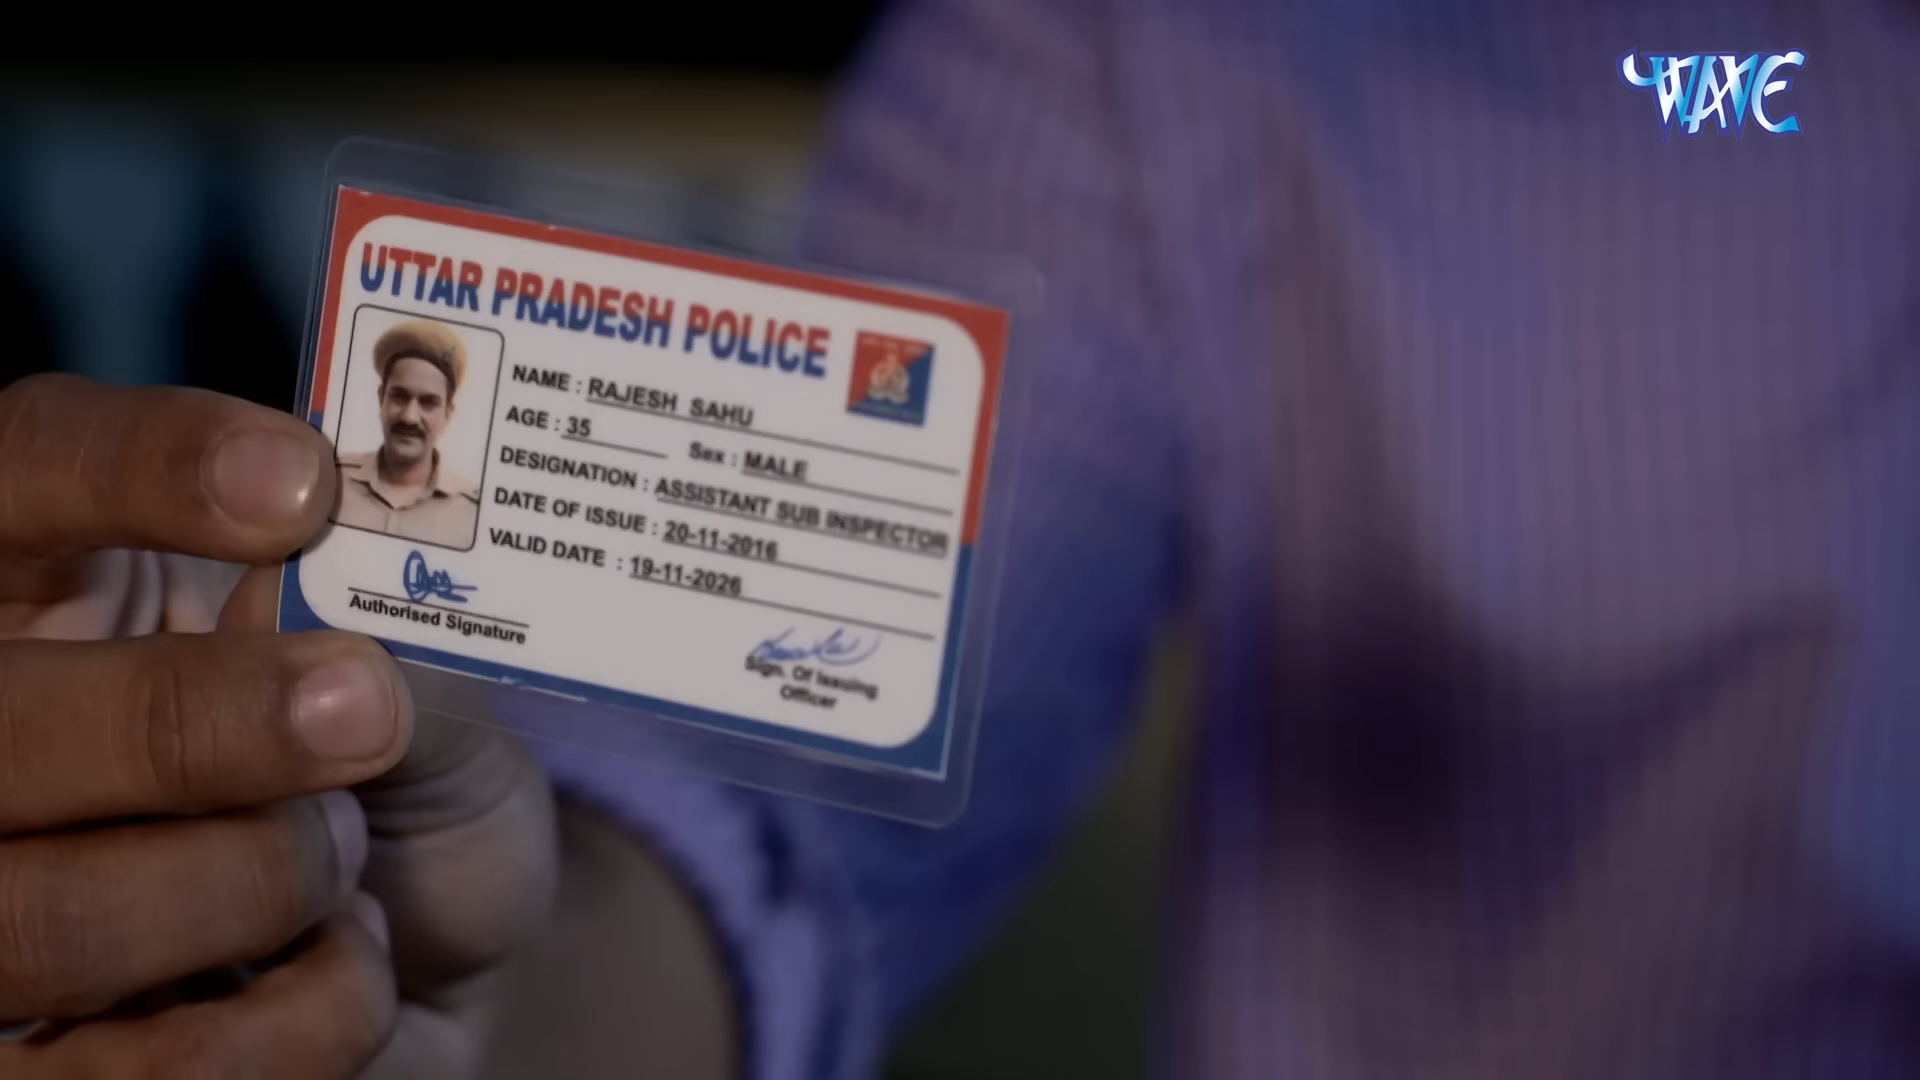 WAVE
UTTAR PRADESH POLICE
NAME : RAJESH SAHU
AGE : 35 Sex : MALE
DESIGNATION : ASSISTANT SUB INSPECTOR
DATE OF ISSUE : 20-11-2016
VALID DATE : 19-11-2026
Authorised Signature
Sign. Of Issuing
Officer